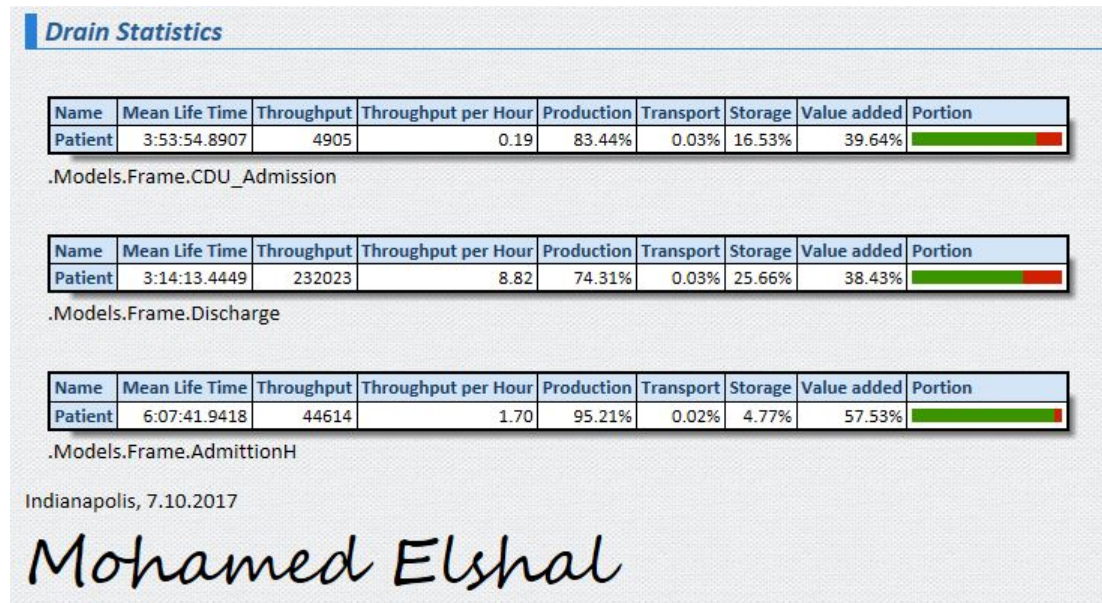 Drain Statistics
Name Mean Life Time Throughput Throughput per Hour Production Transport Storage Value added Portion
Patient 3:53:54.8907 4905 0.19 83.44% 0.03% 16.53% 39.64%
.Models.Frame.CDU_Admission
Name Mean Life Time Throughput Throughput per Hour Production Transport Storage Value added Portion
Patient 3:14:13.4449 232023 8.82 74.31% 0.03% 25.66% 38.43%
.Models.Frame.Discharge
Name Mean Life Time Throughput Throughput per Hour Production Transport Storage Value added Portion
Patient 6:07:41.9418 44614 1.70 95.21% 0.02% 4.77% 57.53%
.Models.Frame.AdmittionH
Indianapolis, 7.10.2017
Mohamed Elshal